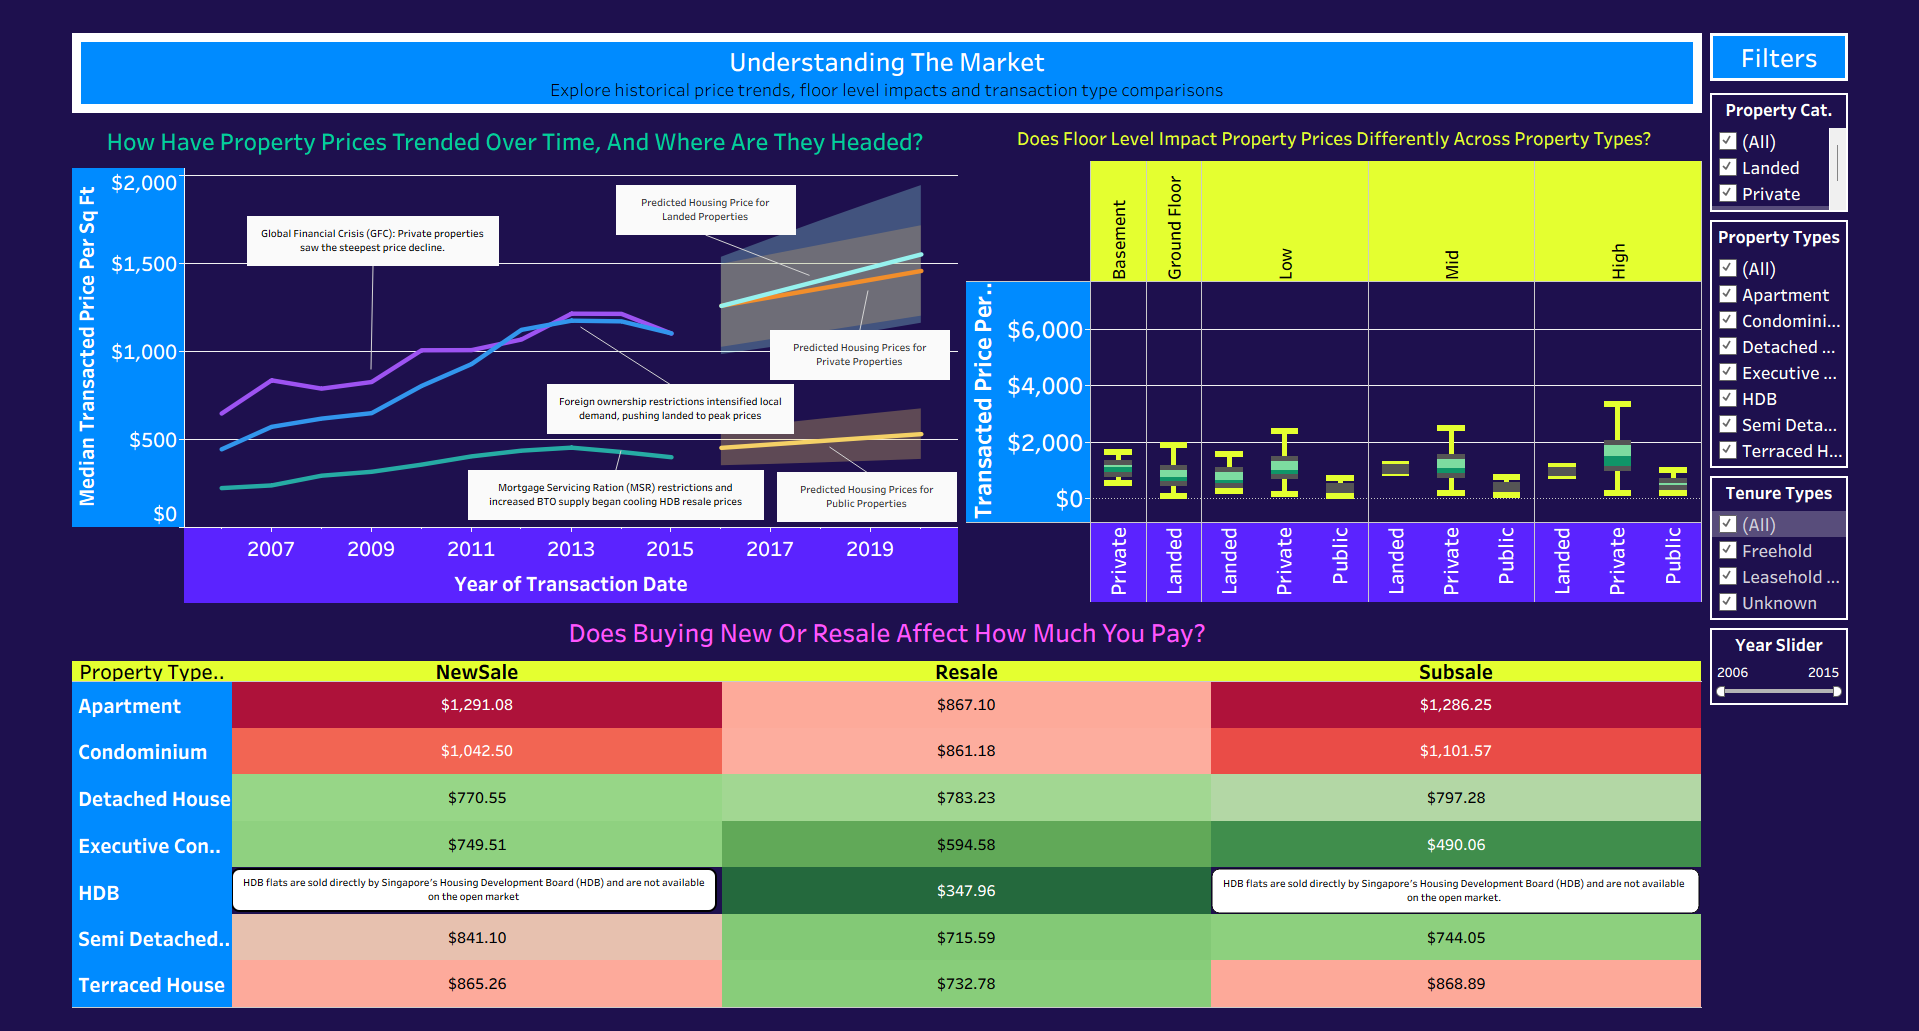 Understanding The Market
Explore historical price trends, floor level impacts and transaction type comparisons
Filters
How Have Property Prices Trended Over Time, And Where Are They Headed?
Median Transacted Price Per Sq Ft
$2,000
$1,500
$1,000
$500
$0
Global Financial Crisis (GFC): Private properties
saw the steepest price decline.
Predicted Housing Price for
Landed Properties
Predicted Housing Prices for
Private Properties
Foreign ownership restrictions intensified local
demand, pushing landed to peak prices
Mortgage Servicing Ration (MSR) restrictions and
increased BTO supply began cooling HDB resale prices
Predicted Housing Prices for
Public Properties
2007
2009
2011
2013
2015
2017
2019
Year of Transaction Date
Does Floor Level Impact Property Prices Differently Across Property Types?
Basement
Ground Floor
Low
Mid
High
Transacted Price Per..
$6,000
$4,000
$2,000
$0
Private
Landed
Landed
Private
Public
Landed
Private
Public
Landed
Private
Public
Property Cat.
(All)
Landed
Private
Property Types
(All)
Apartment
Condomini...
Detached ...
Executive ...
HDB
Semi Deta...
Terraced H...
Tenure Types
(All)
Freehold
Leasehold ...
Unknown
Year Slider
2006 2015
Does Buying New Or Resale Affect How Much You Pay?
Property Type.. NewSale Resale Subsale
Apartment $1,291.08 $867.10 $1,286.25
Condominium $1,042.50 $861.18 $1,101.57
Detached House $770.55 $783.23 $797.28
Executive Con.. $749.51 $594.58 $490.06
HDB
HDB flats are sold directly by Singapore's Housing Development Board (HDB) and are not available
on the open market
$347.96
HDB flats are sold directly by Singapore's Housing Development Board (HDB) and are not available
on the open market.
Semi Detached.. $841.10 $715.59 $744.05
Terraced House $865.26 $732.78 $868.89